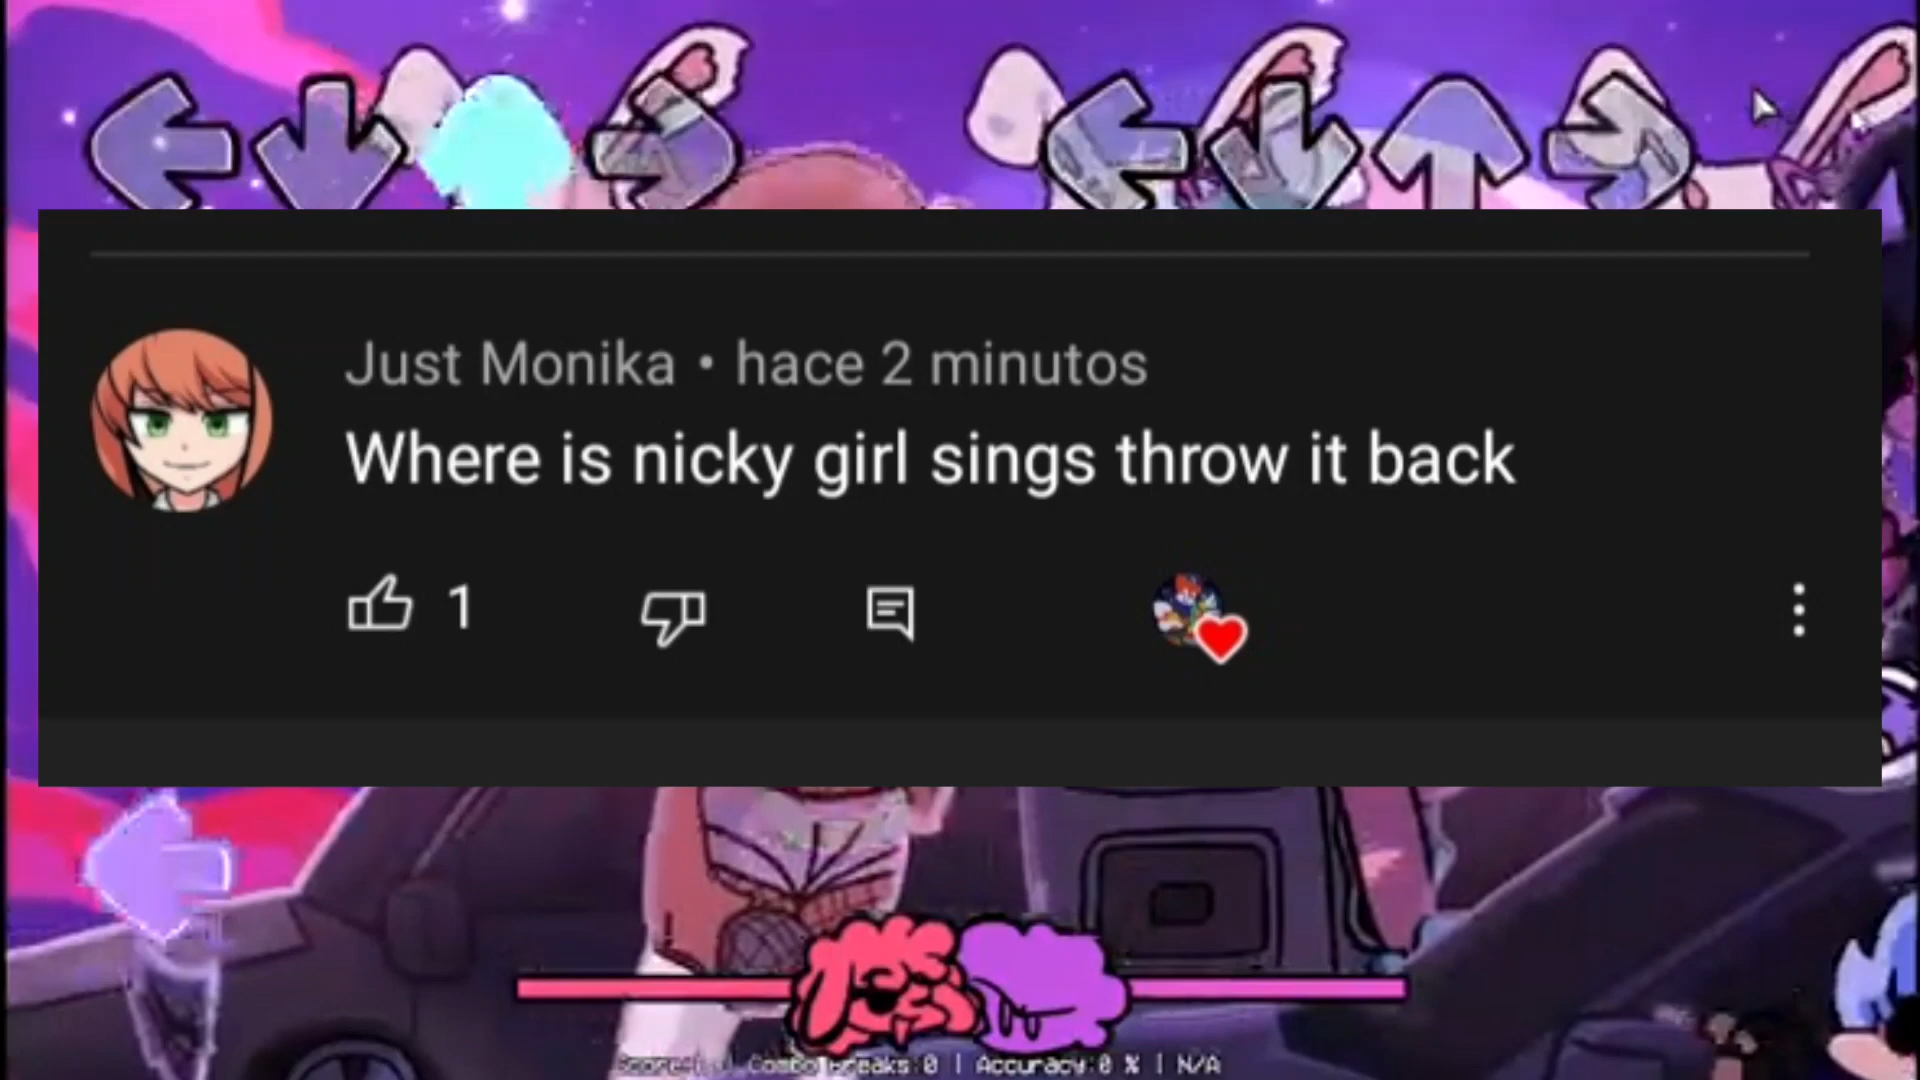 Just Monika • hace 2 minutos
Where is nicky girl sings throw it back
1
Combo Breaks:0 | Accuracy:0 % | N/A